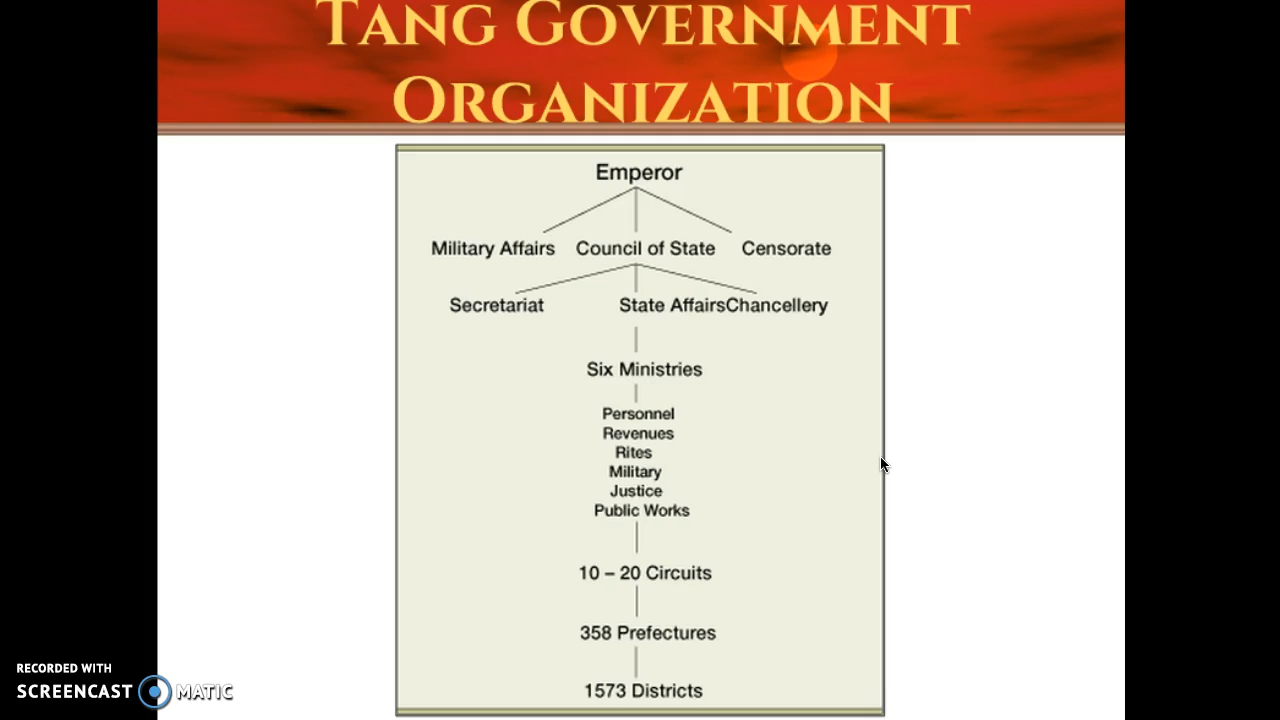 TANG GOVERNMENT
ORGANIZATION
Emperor
Military Affairs Council of State Censorate
Secretariat State AffairsChancellery
Six Ministries
Personnel
Revenues
Rites
Military
Justice
Public Works
10 – 20 Circuits
358 Prefectures
1573 Districts
RECORDED WITH
SCREENCAST MATIC